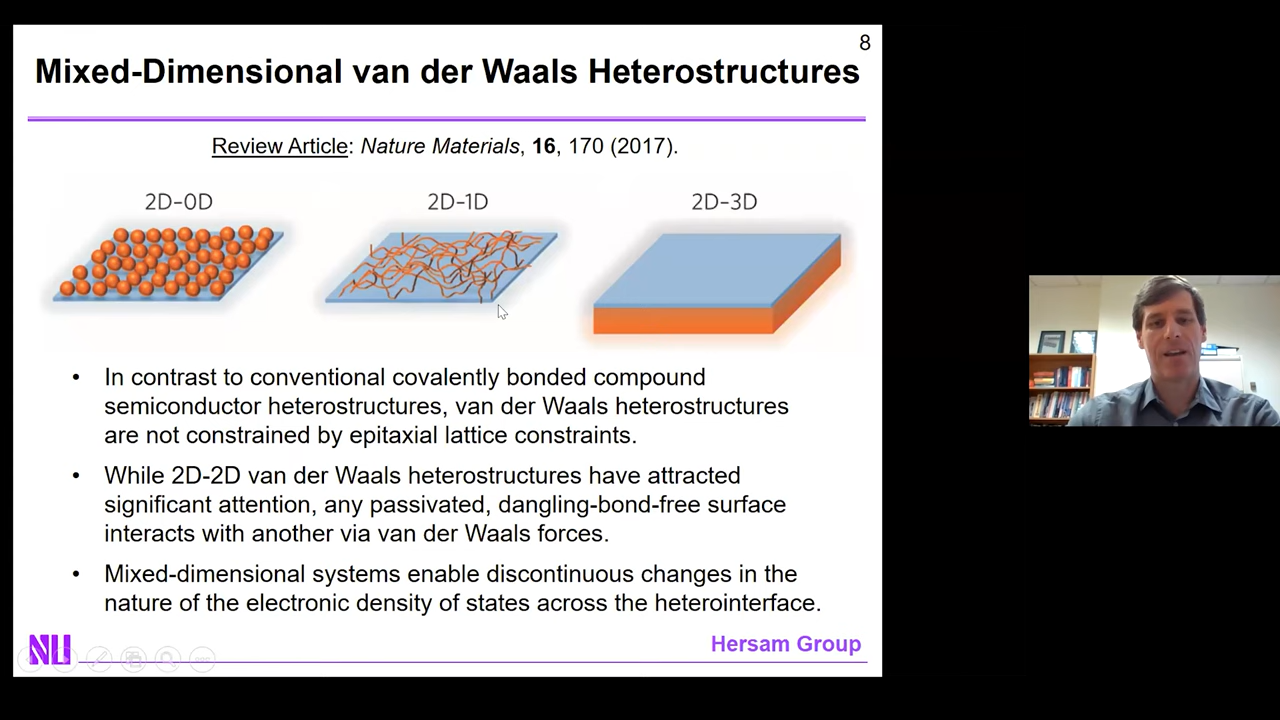 8
Mixed-Dimensional van der Waals Heterostructures
Review Article: Nature Materials, 16, 170 (2017).
2D-0D
2D-1D
2D-3D
• In contrast to conventional covalently bonded compound
semiconductor heterostructures, van der Waals heterostructures
are not constrained by epitaxial lattice constraints.
• While 2D-2D van der Waals heterostructures have attracted
significant attention, any passivated, dangling-bond-free surface
interacts with another via van der Waals forces.
• Mixed-dimensional systems enable discontinuous changes in the
nature of the electronic density of states across the heterointerface.
NU
Hersam Group